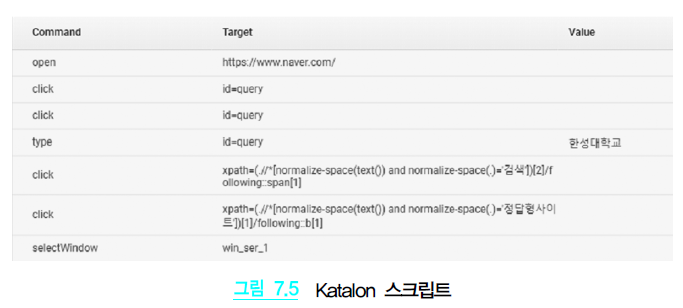 Command Target Value
open https://www.naver.com/
click id=query
click id=query
type id=query 한성대학교
click xpath=(.//*[normalize-space(text()) and normalize-space(.)='검색'])[2]/f
ollowing::span[1]
click xpath=(.//*[normalize-space(text()) and normalize-space(.)='정답형사이
트'])[1]/following::b[1]
selectWindow win_ser_1
그림 7.5 Katalon 스크립트